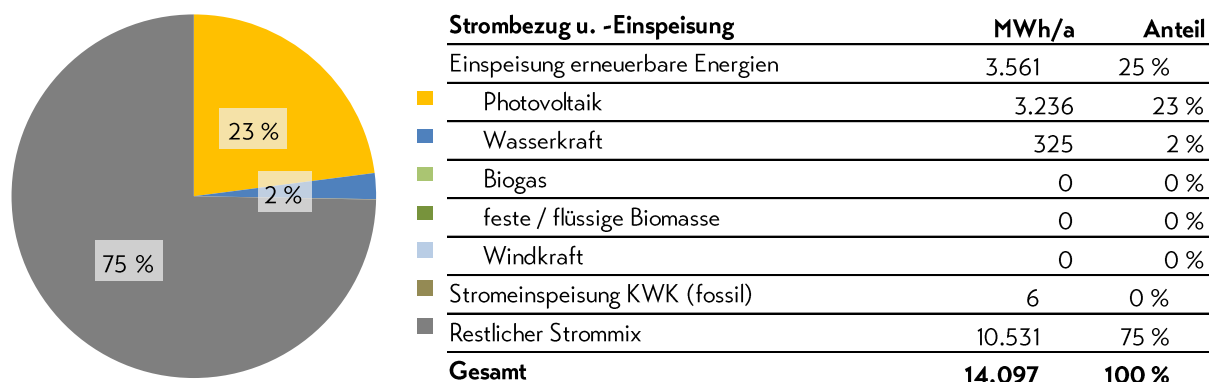 23 %
2 %
75 %
Strombezug u. -Einspeisung MWh/a Anteil
Einspeisung erneuerbare Energien 3.561 25 %
Photovoltaik 3.236 23 %
Wasserkraft 325 2 %
Biogas 0 0 %
feste / flüssige Biomasse 0 0 %
Windkraft 0 0 %
Stromeinspeisung KWK (fossil) 6 0 %
Restlicher Strommix 10.531 75 %
Gesamt 14.097 100 %